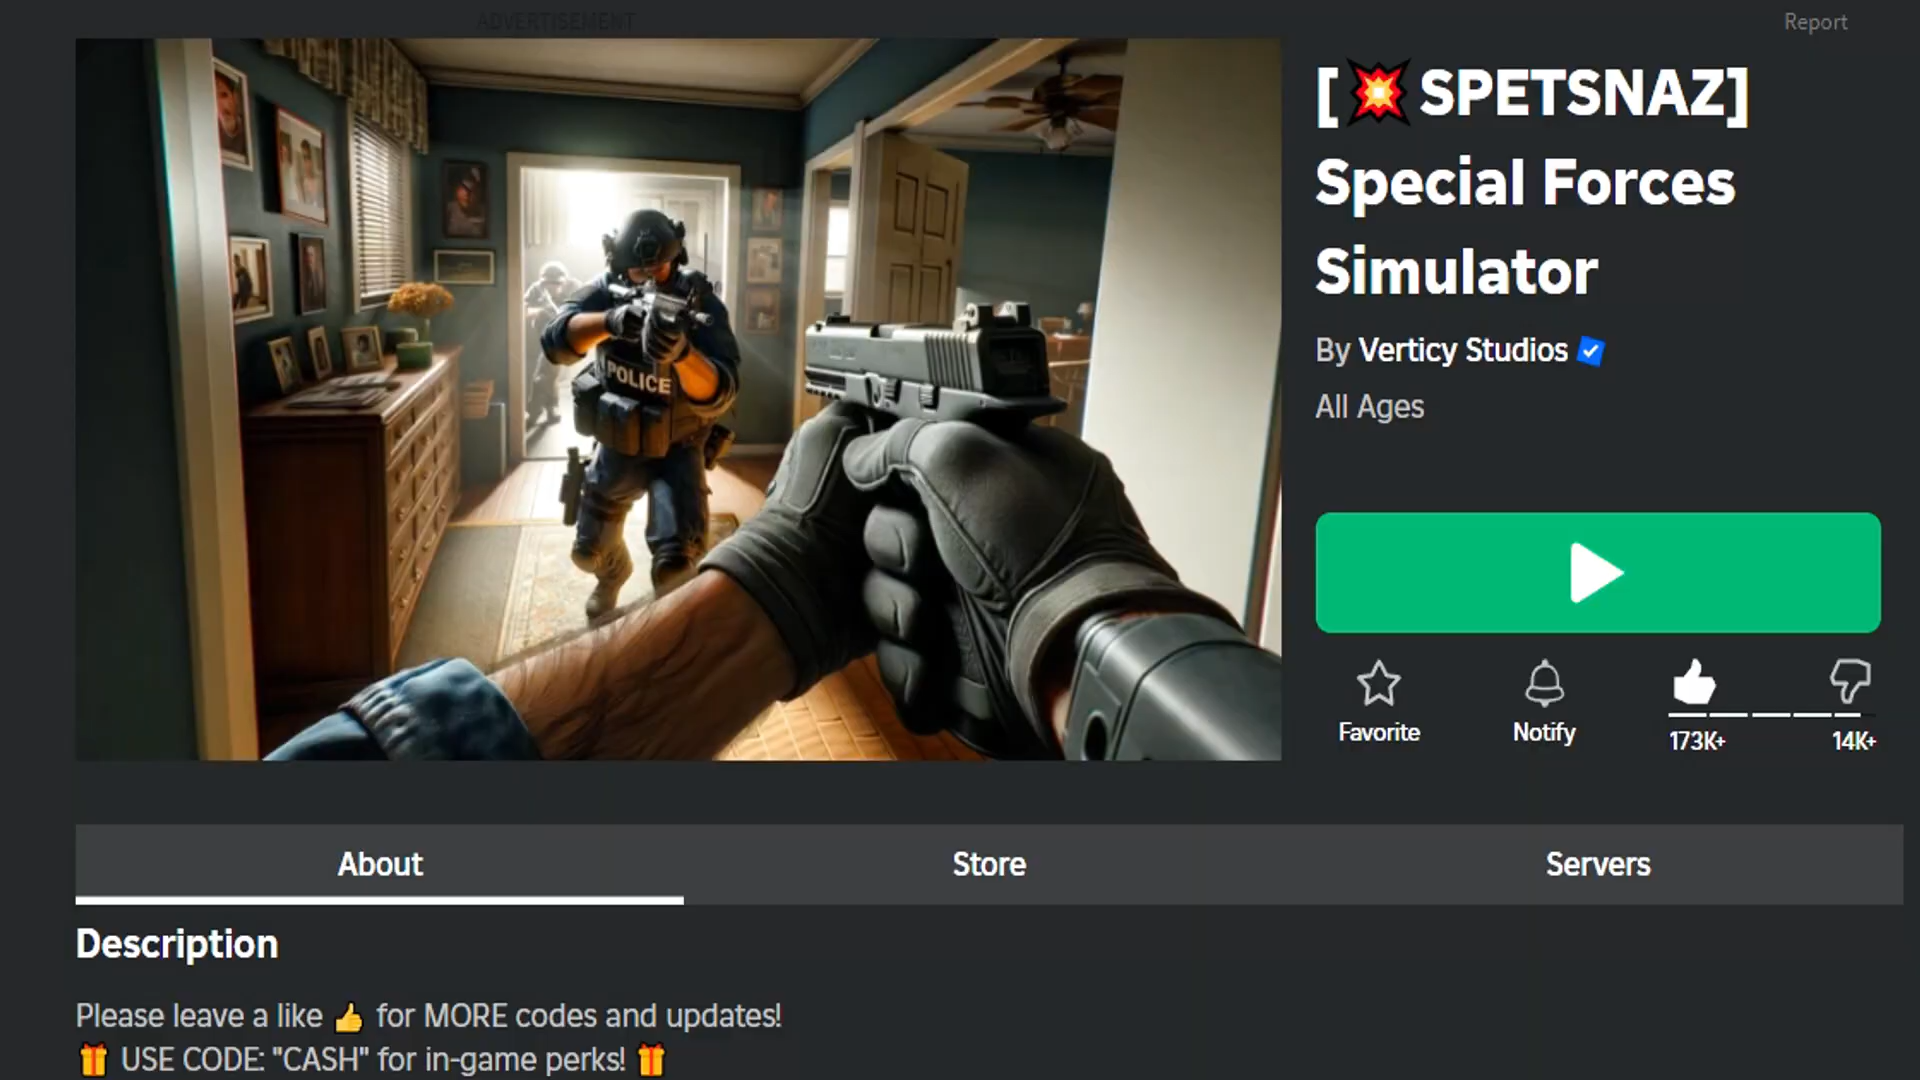 ADVERTISEMENT
Report
[💥SPETSNAZ]
Special Forces
Simulator
By Verticy Studios
All Ages
POLICE
Favorite
Notify
173K+
14K+
About
Store
Servers
Description
Please leave a like 👍 for MORE codes and updates!
🎁 USE CODE: "CASH" for in-game perks! 🎁